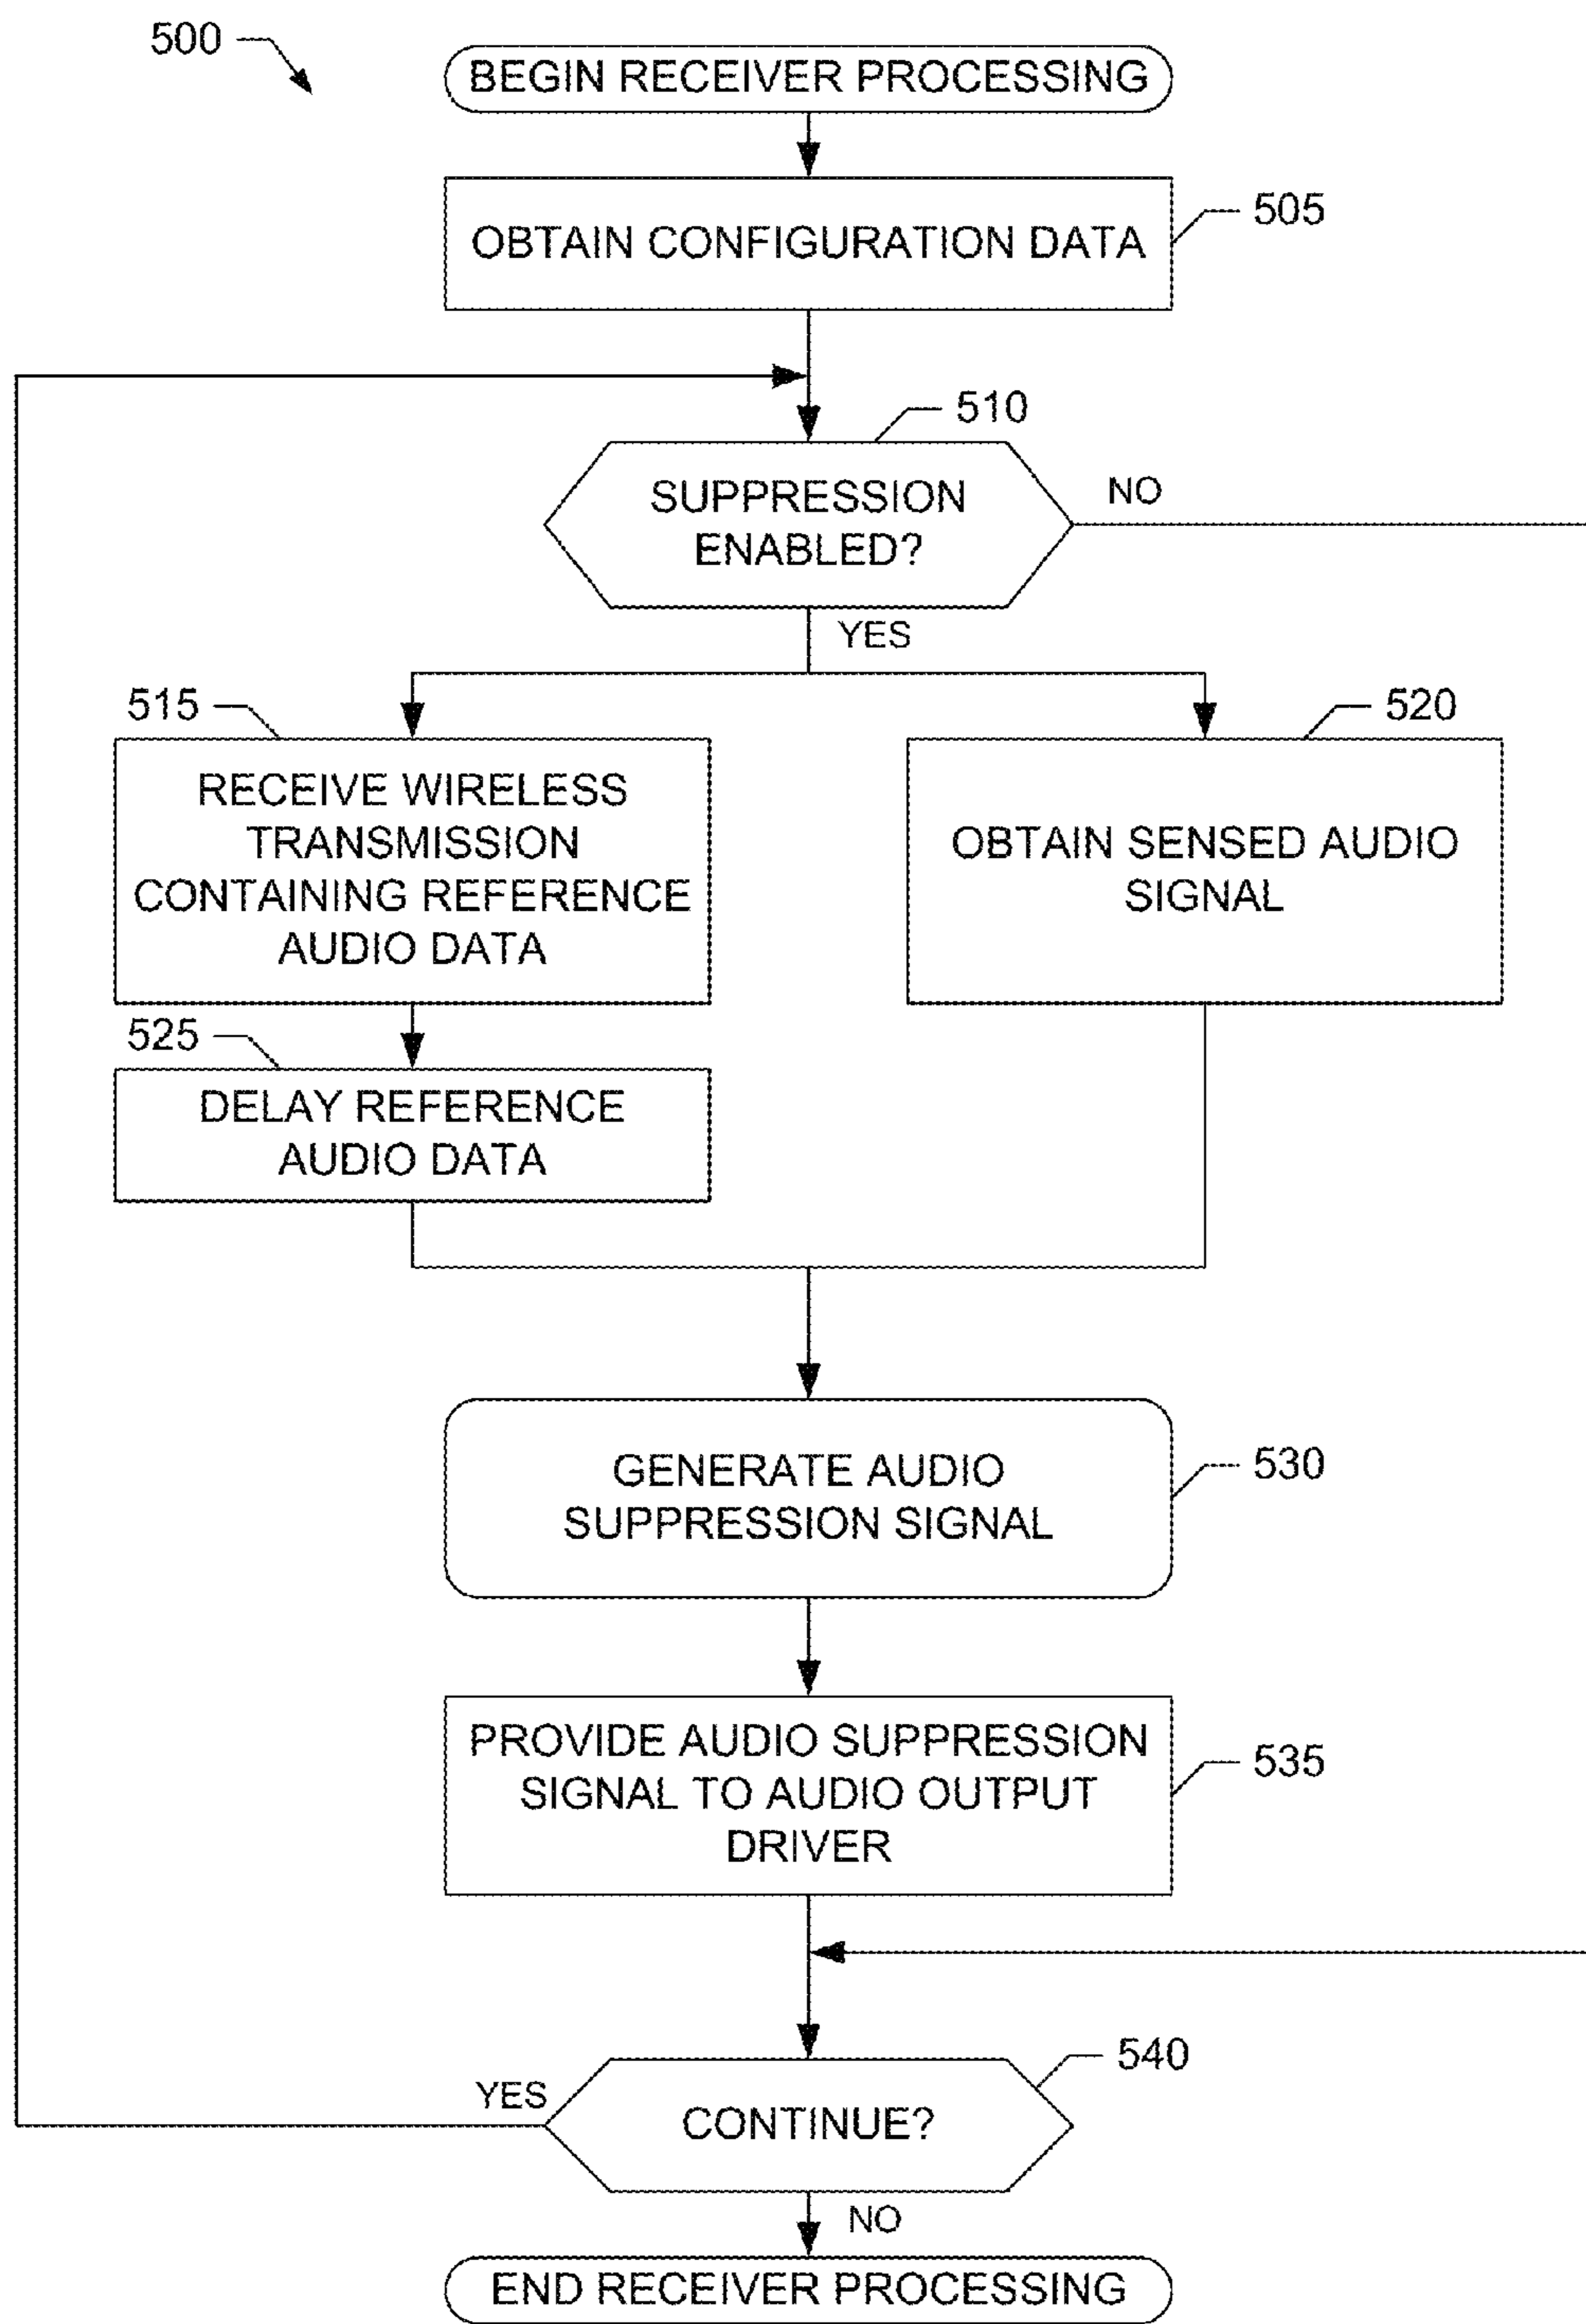 500
BEGIN RECEIVER PROCESSING
505
OBTAIN CONFIGURATION DATA
510
SUPPRESSION
ENABLED?
NO
YES
515
RECEIVE WIRELESS
TRANSMISSION
CONTAINING REFERENCE
AUDIO DATA
520
OBTAIN SENSED AUDIO
SIGNAL
525
DELAY REFERENCE
AUDIO DATA
GENERATE AUDIO
SUPPRESSION SIGNAL
530
PROVIDE AUDIO SUPPRESSION
SIGNAL TO AUDIO OUTPUT
DRIVER
535
540
YES
CONTINUE?
NO
END RECEIVER PROCESSING